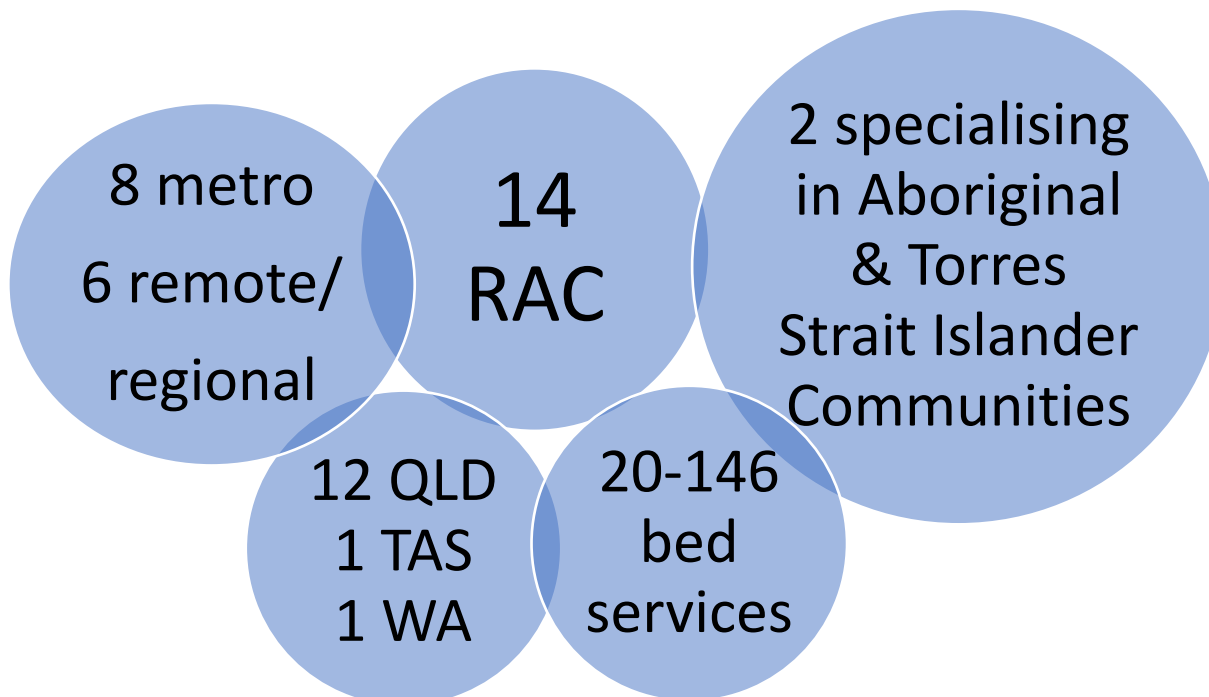 8 metro
6 remote/
regional
14
RAC
2 specialising
in Aboriginal
& Torres
Strait Islander
Communities
12 QLD
1 TAS
1 WA
20-146
bed
services